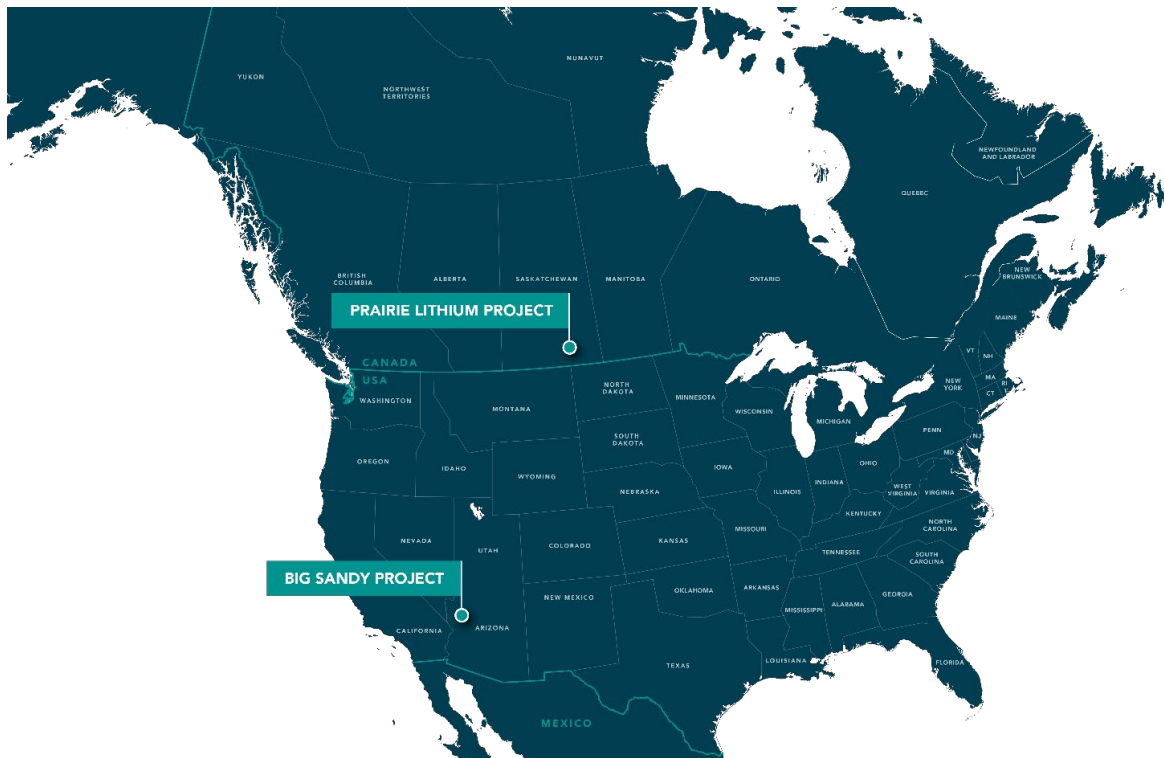 NUNAVUT
YUKON
NORTHWEST
TERRITORIES
NEWFOUNDLAND
AND LABRADOR
QUEBEC
BRITISH
COLUMBIA
ALBERTA
SASKATCHEWAN
MANITOBA
ONTARIO
NEW
BRUNSWICK
PRAIRIE LITHIUM PROJECT
MAINE
CANADA
USA
VT
NH
MA
RI
CT
NEW
YORK
WASHINGTON
MONTANA
NORTH
DAKOTA
MINNESOTA
WISCONSIN
MICHIGAN
PENN
NJ
MD
OREGON
IDAHO
SOUTH
DAKOTA
WYOMING
IOWA
OHIO
NEBRASKA
ILLINOIS
INDIANA
WEST
VIRGINIA
VIRGINIA
KENTUCKY
NEVADA
UTAH
COLORADO
KANSAS
MISSOURI
NORTH
CAROLINA
TENNESSEE
SOUTH
CAROLINA
BIG SANDY PROJECT
NEW MEXICO
OKLAHOMA
ARKANSAS
MISSISSIPPI
ALABAMA
GEORGIA
CALIFORNIA
ARIZONA
TEXAS
LOUISIANA
FLORIDA
MEXICO